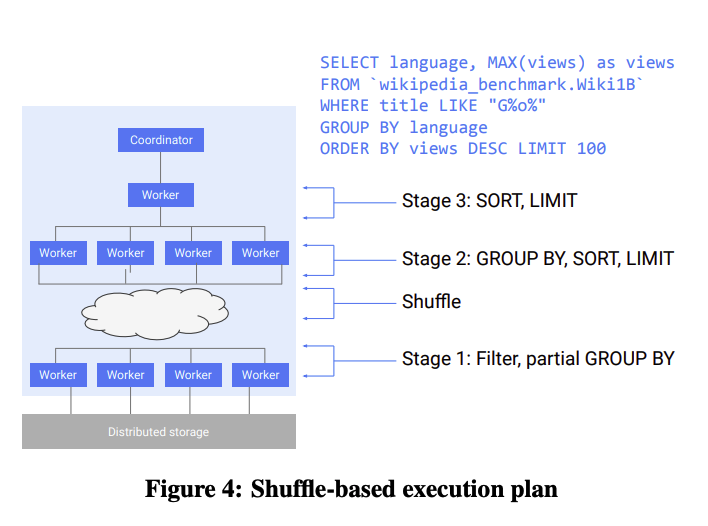 SELECT language, MAX(views) as views
FROM `wikipedia_benchmark.Wiki1B`
WHERE title LIKE "G%o%"
GROUP BY language
ORDER BY views DESC LIMIT 100
Coordinator
Worker
Stage 3: SORT, LIMIT
Worker Worker Worker Worker
Stage 2: GROUP BY, SORT, LIMIT
Shuffle
Stage 1: Filter, partial GROUP BY
Worker Worker Worker Worker
Distributed storage
Figure 4: Shuffle-based execution plan